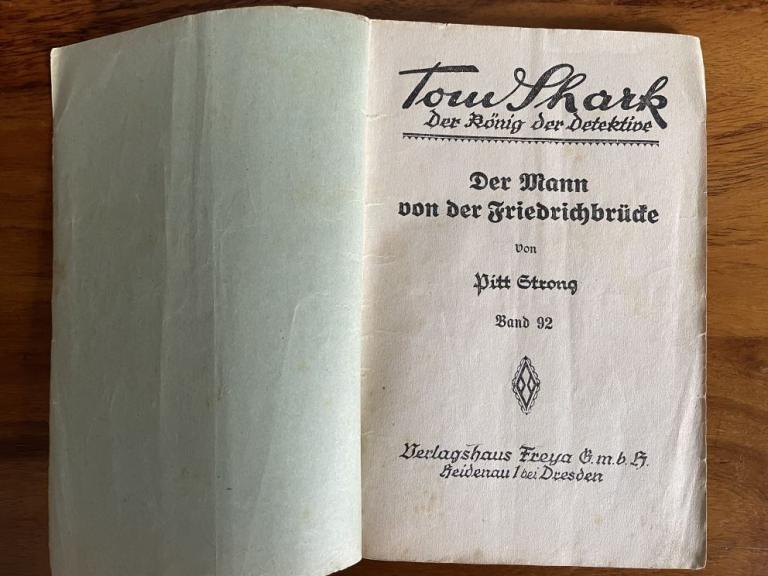 Tom Shark
Der König der Detektive
Der Mann
von der Friedrichbrücke
von
Pitt Strong
Band 92
Verlagshaus Freya G.m.b.H.
Heidenau 1 bei Dresden